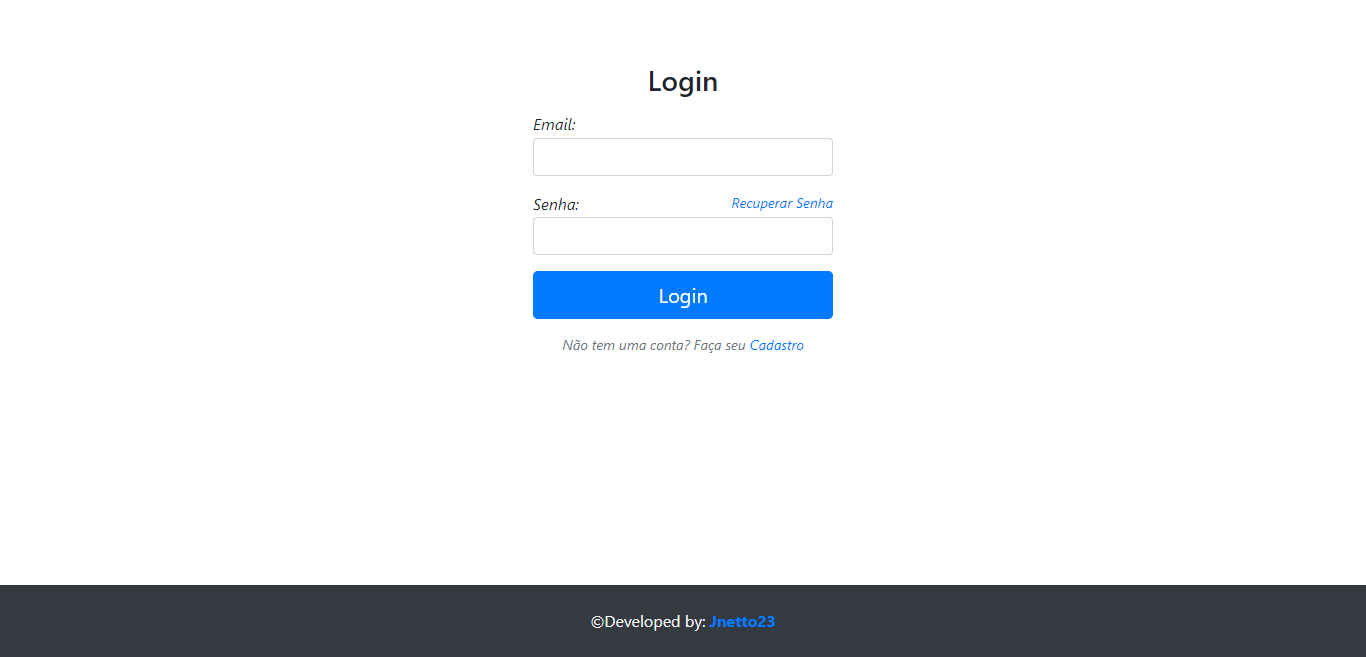 Login
Email:
Senha: Recuperar Senha
Login
Não tem uma conta? Faça seu Cadastro
©Developed by: Jnetto23